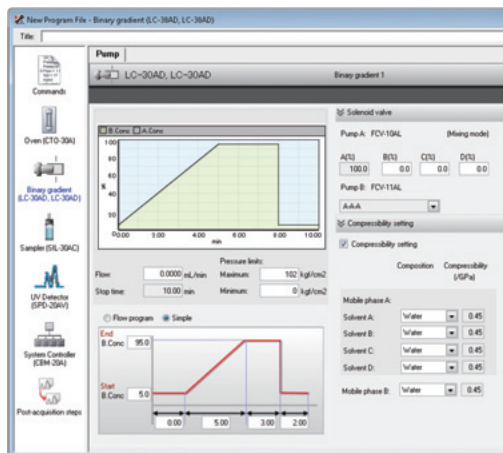 New Program File - Binary gradient (LC-30AD, LC-30AD)
Title:
Commands
Oven (CTO-30A)
Binary gradient
(LC-30AD, LC-30AD)
Sampler (SIL-30AC)
UV Detector
(SPD-20AV)
System Controller
(CBM-20A)
Post-acquisition steps
Pump
LC-30AD, LC-30AD Binary gradient 1
B.Conc A.Conc
100
80
60
%
40
20
0.00 2.00 4.00 6.00 8.00 10.00
min
Flow: 0.0000 mL/min
Stop time: 10.00 min
Pressure limits:
Maximum: 102 kgf/cm2
Minimum: 0 kgf/cm2
Flow program Simple
End
B.Conc 95.0
Start
B.Conc 5.0
0.00 5.00 3.00 2.00
Solenoid valve
Pump A: FCV-10AL (Mixing mode)
A(%) B(%) C(%) D(%)
100.0 0.0 0.0 0.0
Pump B: FCV-11AL
A-A-A
Compressibility setting
Compressibility setting
Composition Compressibility
(/GPa)
Mobile phase A:
Solvent A: Water 0.45
Solvent B: Water 0.45
Solvent C: Water 0.45
Solvent D: Water 0.45
Mobile phase B: Water 0.45